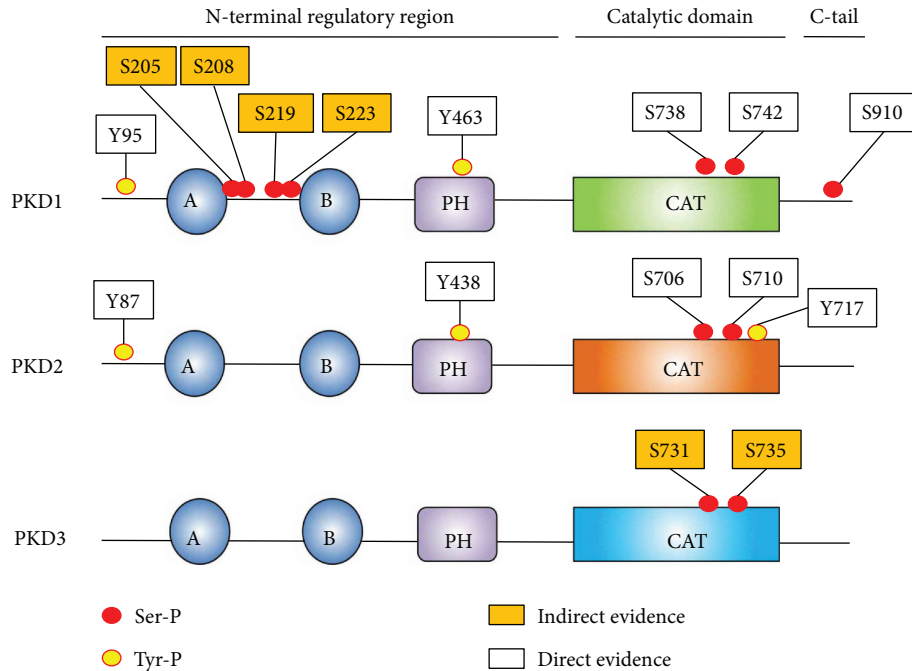 N-terminal regulatory region
Catalytic domain
C-tail
S205
S208
S219
S223
Y95
Y463
S738
S742
S910
PKD1
A
B
PH
CAT
Y87
Y438
S706
S710
Y717
PKD2
A
B
PH
CAT
S731
S735
PKD3
A
B
PH
CAT
Ser-P
Indirect evidence
Tyr-P
Direct evidence